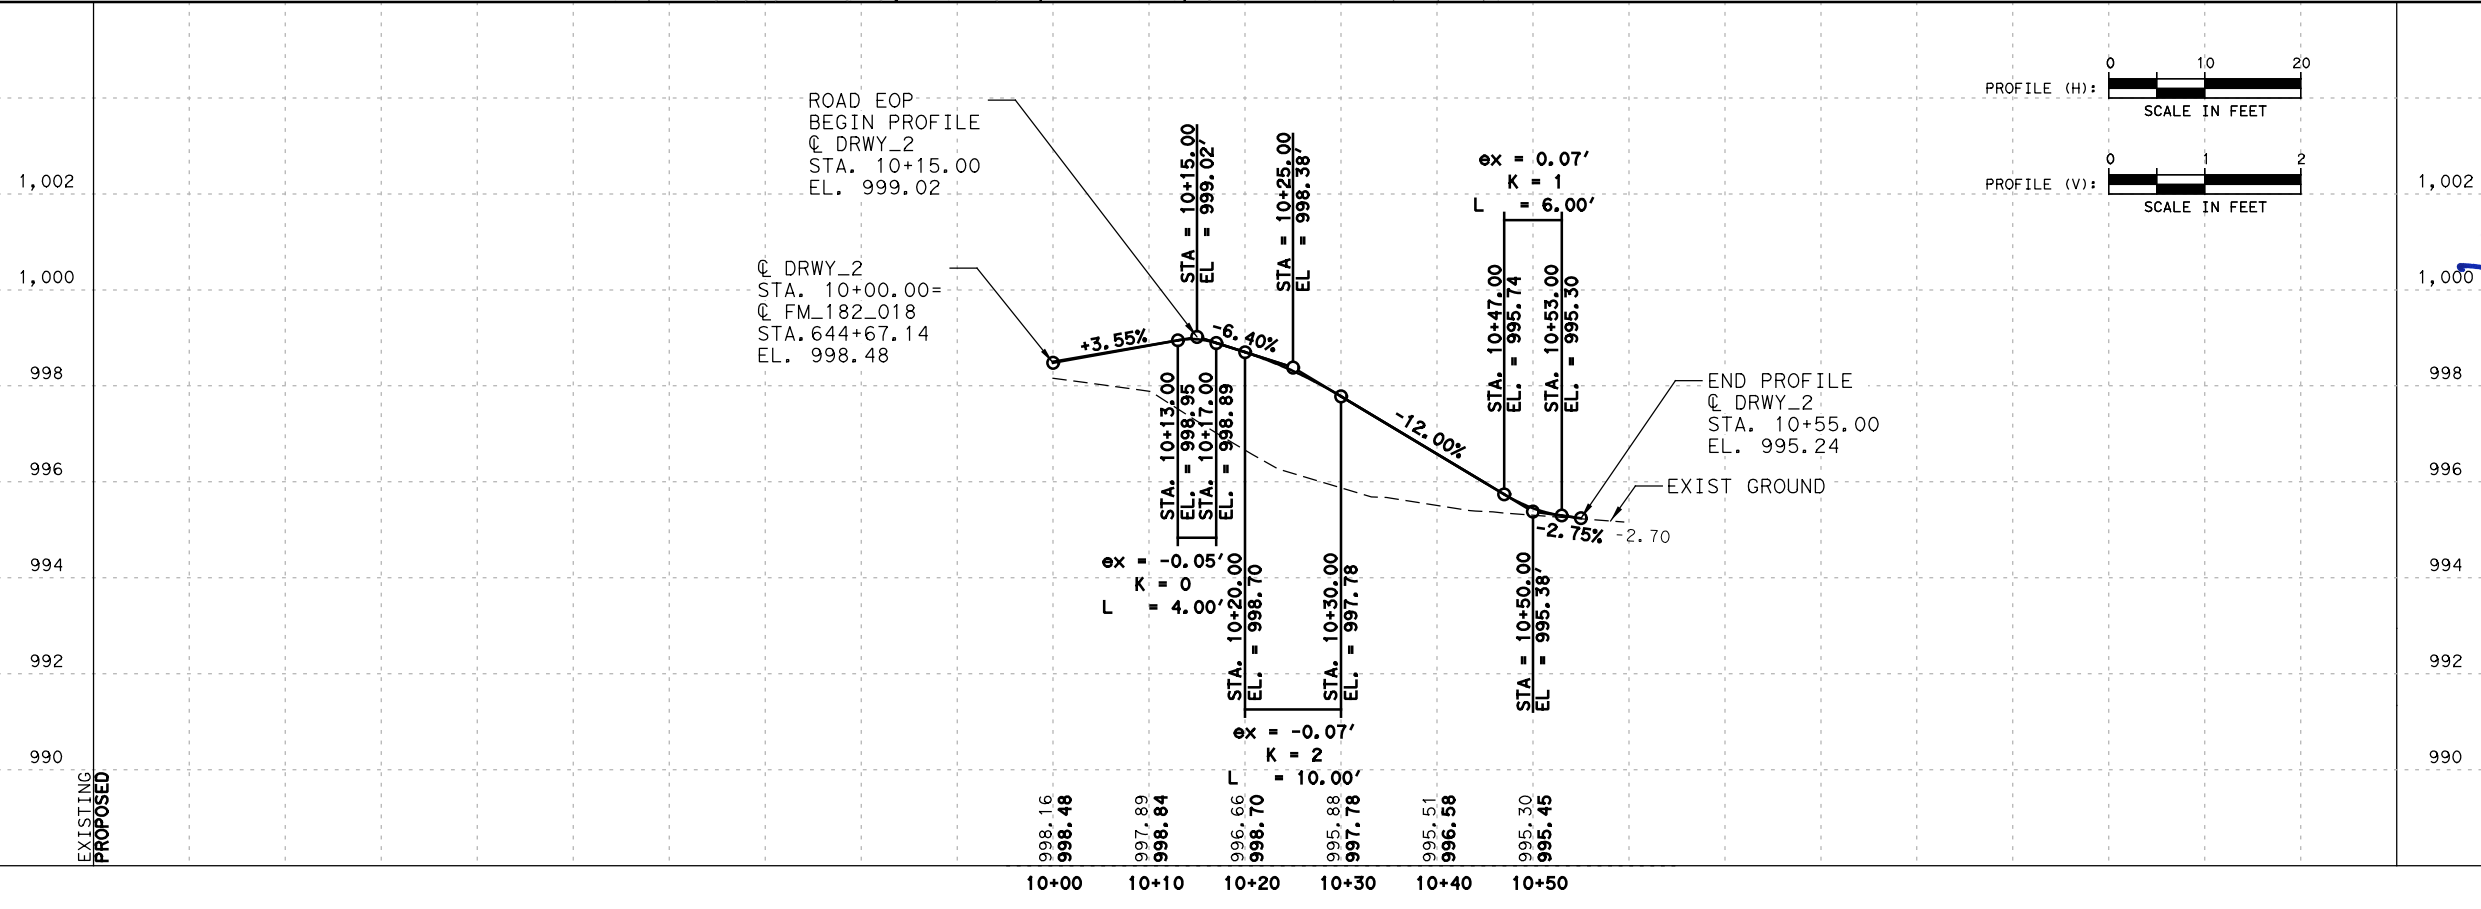 ROAD EOP
BEGIN PROFILE
℄ DRWY_2
STA. 10+15.00
EL. 999.02
℄ DRWY_2
STA. 10+00.00=
℄ FM_182_018
STA.644+67.14
EL. 998.48
+3.55%
STA = 10+15.00
EL = 999.02'
-6.40%
STA = 10+25.00
EL = 998.38'
ex = 0.07'
K = 1
L = 6.00'
STA. 10+47.00
EL. = 995.74
STA. 10+53.00
EL. = 995.30
PROFILE (H):
0 10 20
SCALE IN FEET
PROFILE (V):
0 1 2
SCALE IN FEET
STA. 10+13.00
EL. = 998.95
STA. 10+17.00
EL. = 998.89
ex = -0.05'
K = 0
L = 4.00'
-12.00%
END PROFILE
℄ DRWY_2
STA. 10+55.00
EL. 995.24
EXIST GROUND
-2.75%
-2.70
STA. 10+20.00
EL. = 998.70
STA. 10+30.00
EL. = 997.78
ex = -0.07'
K = 2
L = 10.00'
STA = 10+50.00
EL = 995.38'
1,002
1,000
998
996
994
992
990
1,002
1,000
998
996
994
992
990
EXISTING
PROPOSED
998.16
998.48
997.89
998.84
996.66
998.70
995.88
997.78
995.51
996.58
995.30
995.45
10+00 10+10 10+20 10+30 10+40 10+50